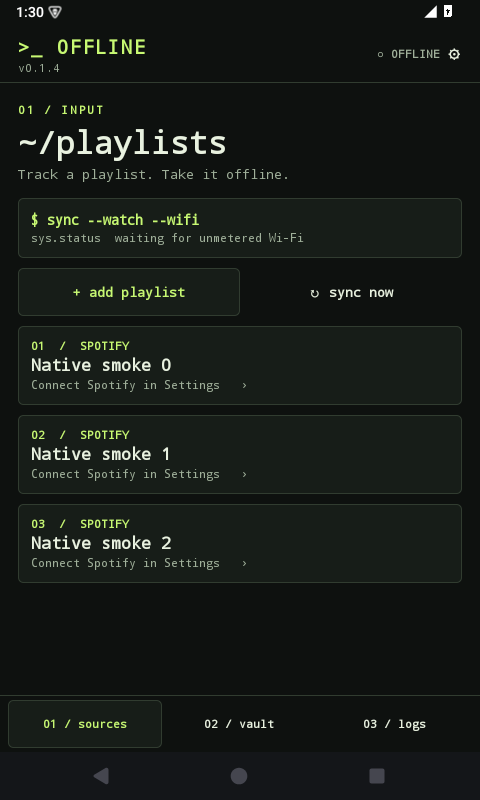 1:30
>_ OFFLINE
v0.1.4
○ OFFLINE ⚙
01 / INPUT
~/playlists
Track a playlist. Take it offline.
$ sync --watch --wifi
sys.status  waiting for unmetered Wi-Fi
+ add playlist
↻ sync now
01 / SPOTIFY
Native smoke 0
Connect Spotify in Settings ›
02 / SPOTIFY
Native smoke 1
Connect Spotify in Settings ›
03 / SPOTIFY
Native smoke 2
Connect Spotify in Settings ›
01 / sources
02 / vault
03 / logs